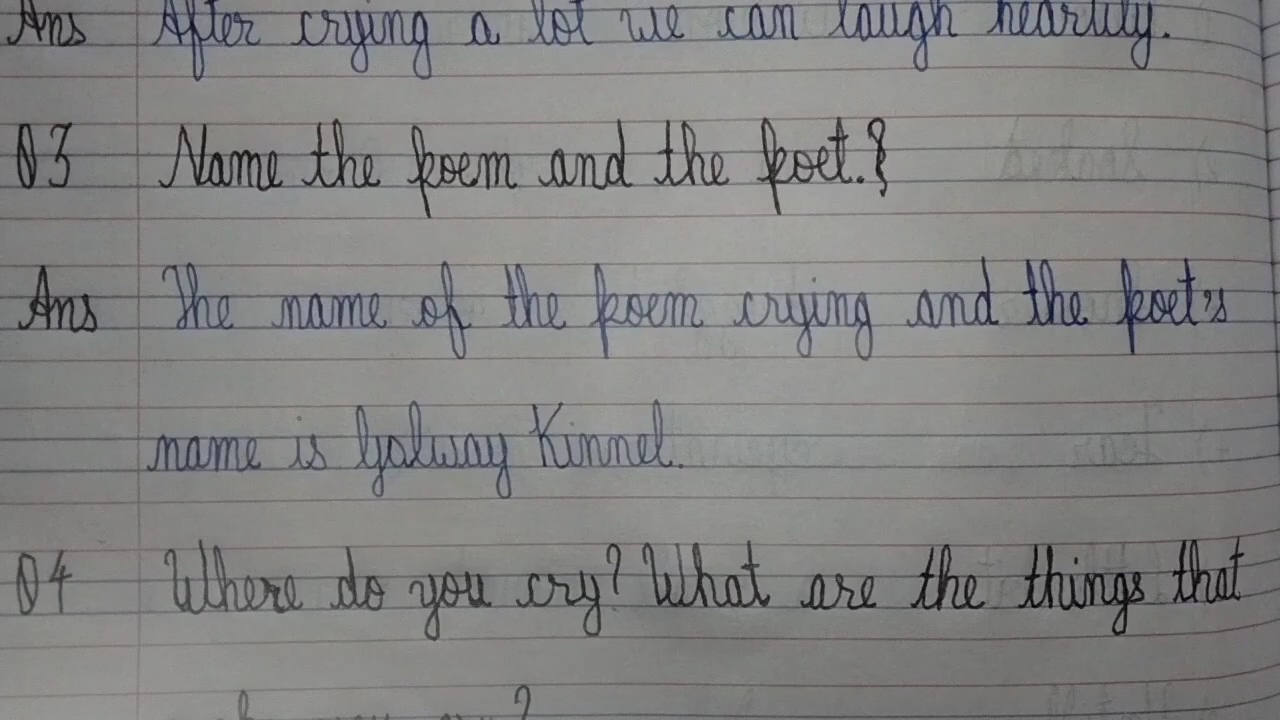 Ans After crying a lot we can laugh heartily.
Q3 Name the poem and the poet.?
Ans The name of the poem crying and the poet's
name is Galway Kinnel.
Q4 Where do you cry? What are the things that